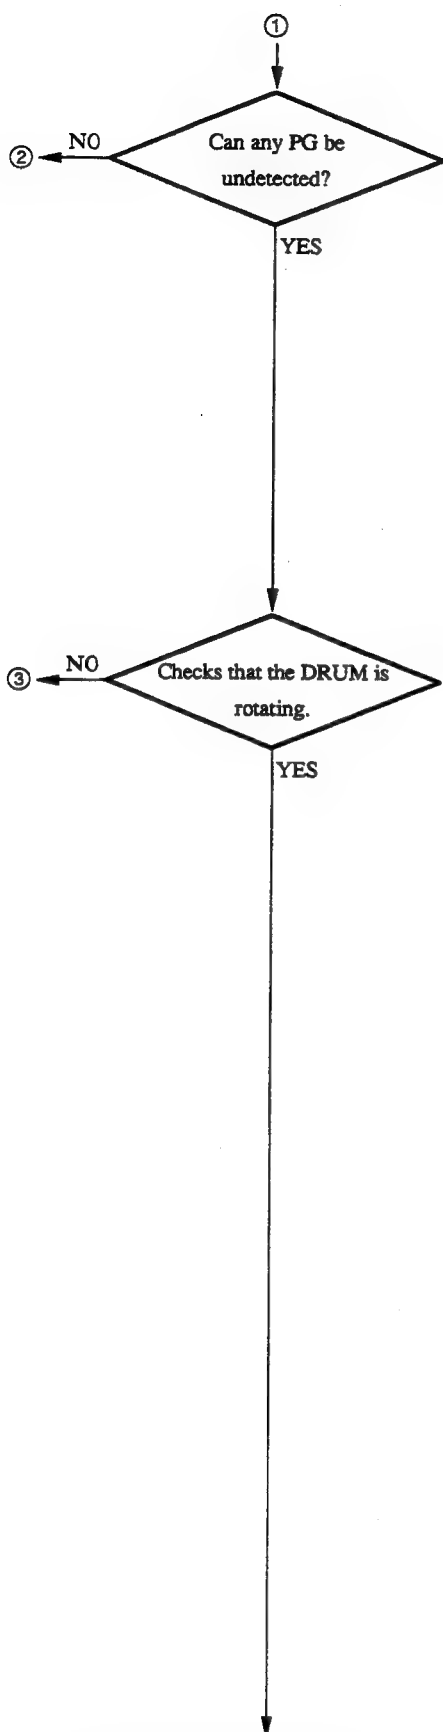 ①
Can any PG be
undetected?
NO
②
YES
Checks that the DRUM is
rotating.
NO
③
YES